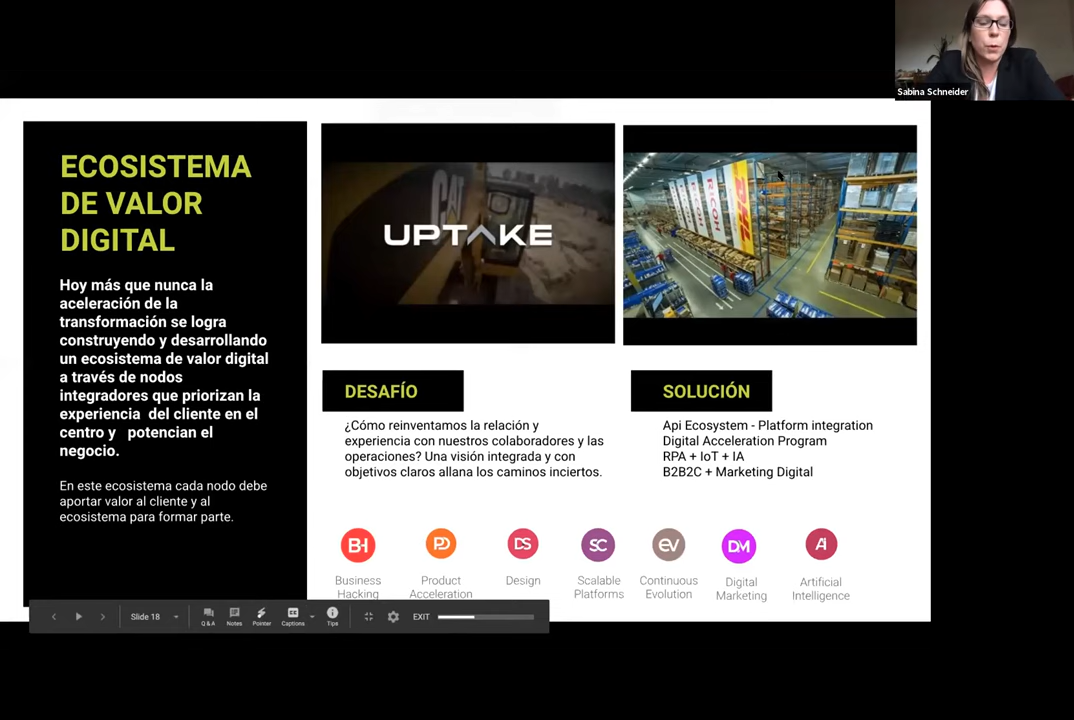 Sabina Schneider
ECOSISTEMA
DE VALOR
DIGITAL
Hoy más que nunca la
aceleración de la
transformación se logra
construyendo y desarrollando
un ecosistema de valor digital
a través de nodos
integradores que priorizan la
experiencia del cliente en el
centro y potencian el
negocio.
En este ecosistema cada nodo debe
aportar valor al cliente y al
ecosistema para formar parte.
CAT
UPTAKE
RICOH
RICOH
DHL
DESAFÍO
¿Cómo reinventamos la relación y
experiencia con nuestros colaboradores y las
operaciones? Una visión integrada y con
objetivos claros allana los caminos inciertos.
SOLUCIÓN
Api Ecosystem - Platform integration
Digital Acceleration Program
RPA + IoT + IA
B2B2C + Marketing Digital
BH
PD
DS
SC
EV
DM
AI
Business
Hacking
Product
Acceleration
Design
Scalable
Platforms
Continuous
Evolution
Digital
Marketing
Artificial
Intelligence
Slide 18
Q & A
Notes
Pointer
CC
Captions
Tips
EXIT